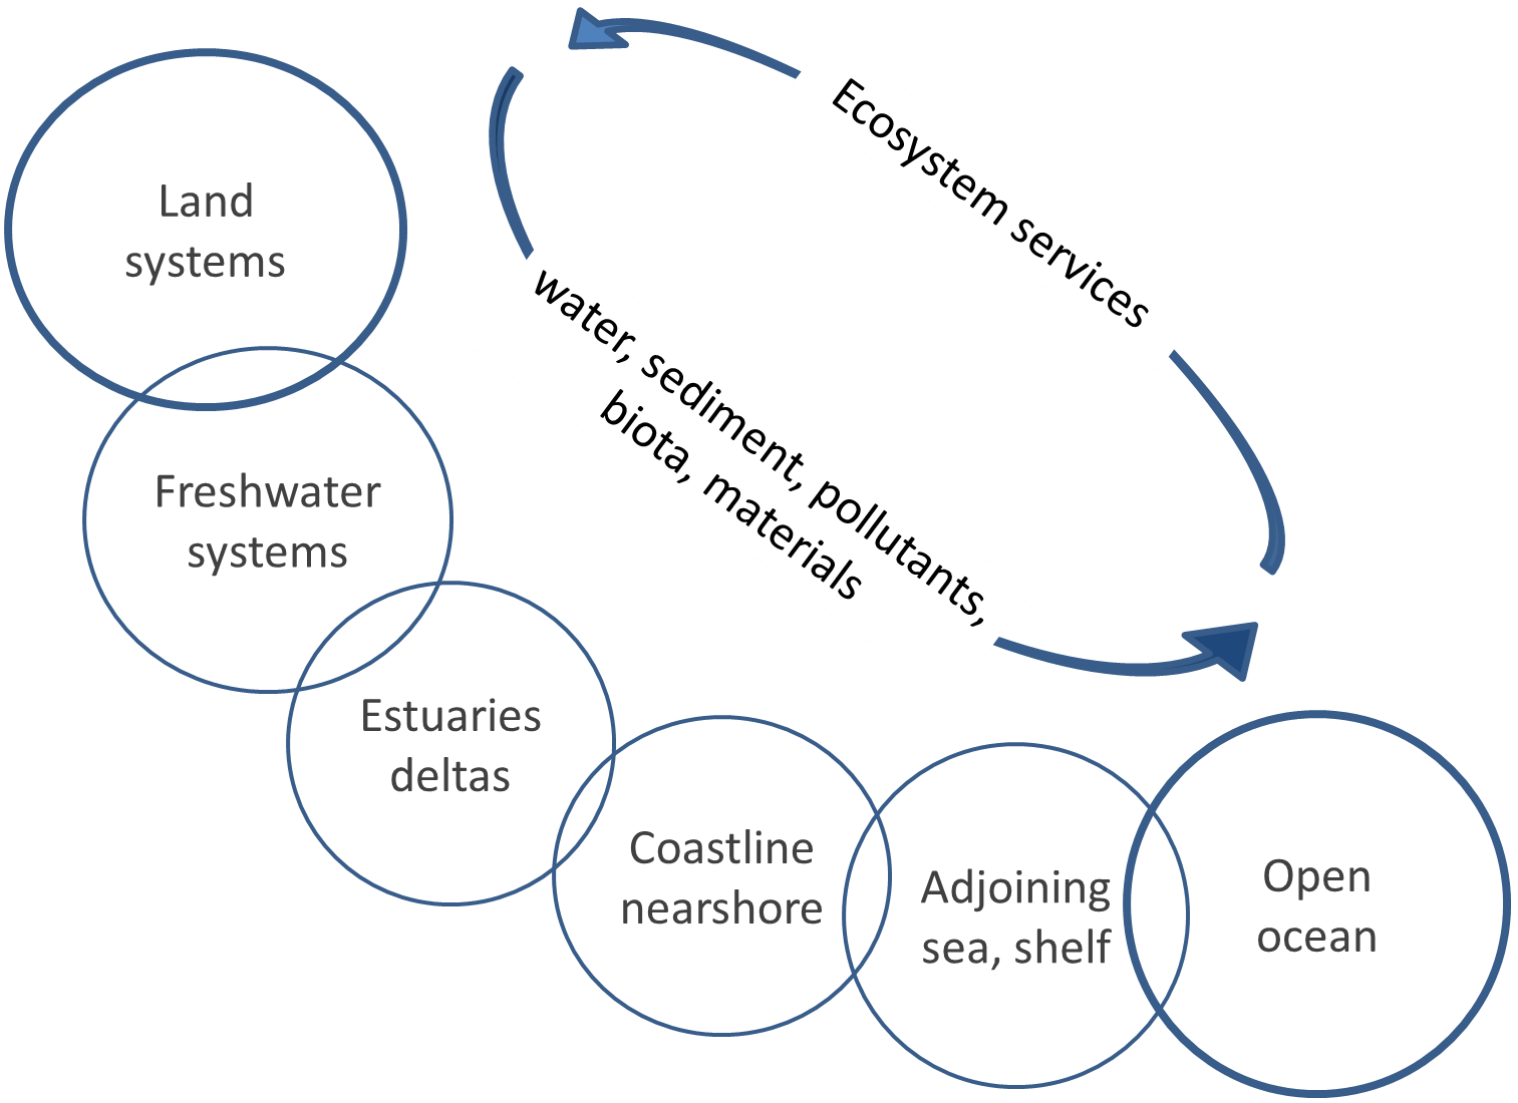 Ecosystem services
water, sediment, pollutants,
biota, materials
Land
systems
Freshwater
systems
Estuaries
deltas
Coastline
nearshore
Adjoining
sea, shelf
Open
ocean